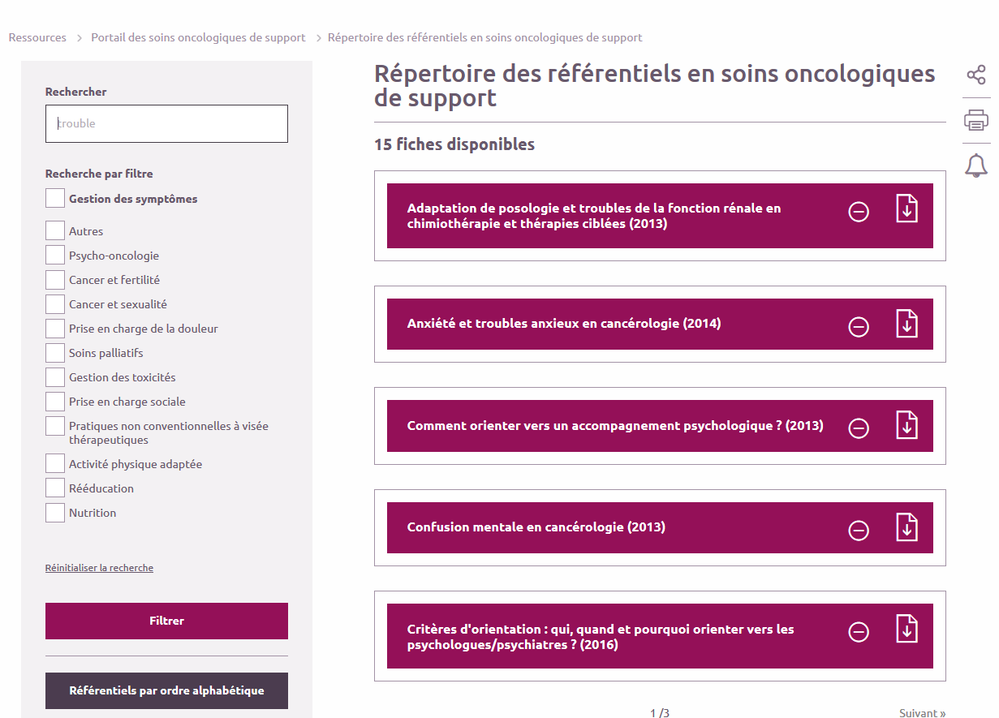 Ressources > Portail des soins oncologiques de support > Répertoire des référentiels en soins oncologiques de support
Rechercher
trouble
Recherche par filtre
Gestion des symptômes
Autres
Psycho-oncologie
Cancer et fertilité
Cancer et sexualité
Prise en charge de la douleur
Soins palliatifs
Gestion des toxicités
Prise en charge sociale
Pratiques non conventionnelles à visée
thérapeutiques
Activité physique adaptée
Rééducation
Nutrition
Réinitialiser la recherche
Filtrer
Référentiels par ordre alphabétique
Répertoire des référentiels en soins oncologiques
de support
15 fiches disponibles
Adaptation de posologie et troubles de la fonction rénale en
chimiothérapie et thérapies ciblées (2013)
Anxiété et troubles anxieux en cancérologie (2014)
Comment orienter vers un accompagnement psychologique ? (2013)
Confusion mentale en cancérologie (2013)
Critères d'orientation : qui, quand et pourquoi orienter vers les
psychologues/psychiatres ? (2016)
1 /3
Suivant »